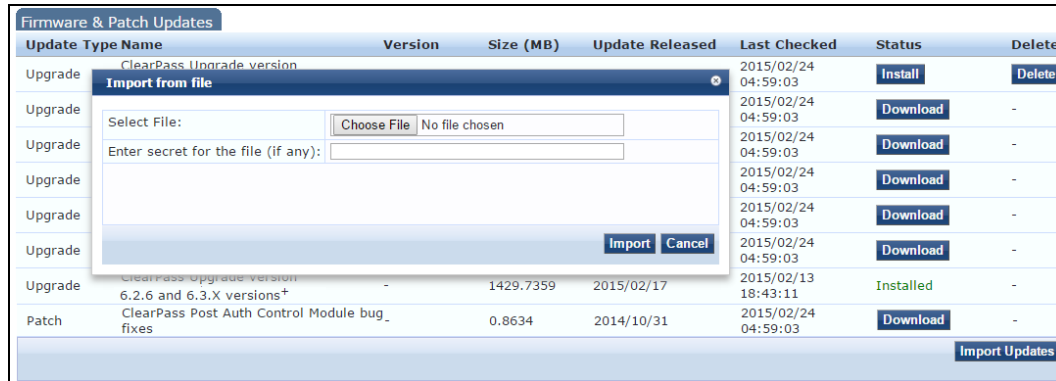 Firmware & Patch Updates
Update Type Name Version Size (MB) Update Released Last Checked Status Delete
Upgrade ClearPass Upgrade version 2015/02/24 Install Delete
04:59:03
Import from file
Upgrade 2015/02/24 Download -
04:59:03
Select File: Choose File No file chosen
Upgrade 2015/02/24 Download -
04:59:03
Enter secret for the file (if any):
Upgrade 2015/02/24 Download -
04:59:03
Upgrade 2015/02/24 Download -
04:59:03
Upgrade 2015/02/24 Download -
04:59:03
Import Cancel
Upgrade ClearPass Upgrade version - 1429.7359 2015/02/17 2015/02/13 Installed -
6.2.6 and 6.3.X versions+ 18:43:11
Patch ClearPass Post Auth Control Module bug - 0.8634 2014/10/31 2015/02/24 Download -
fixes 04:59:03
Import Updates